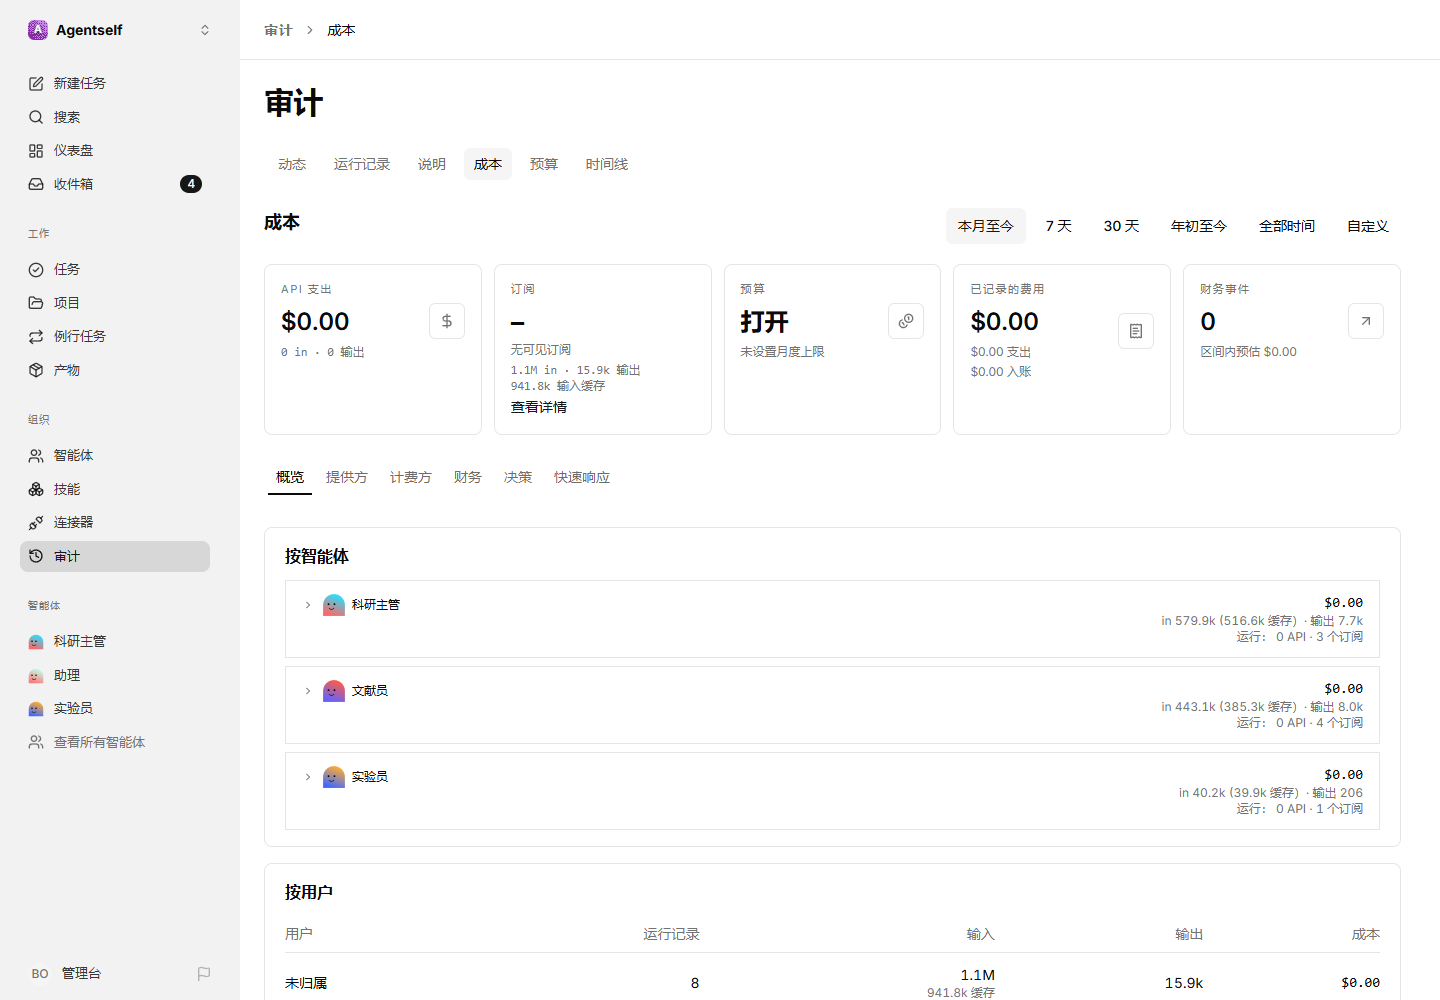 Agentself
新建任务
搜索
仪表盘
收件箱 4
工作
任务
项目
例行任务
产物
组织
智能体
技能
连接器
审计
智能体
科研主管
助理
实验员
查看所有智能体
BO 管理台
审计 > 成本
审计
动态 运行记录 说明 成本 预算 时间线
成本
本月至今 7 天 30 天 年初至今 全部时间 自定义
API 支出
$0.00
0 in · 0 输出
订阅
–
无可见订阅
1.1M in · 15.9k 输出
941.8k 输入缓存
查看详情
预算
打开
未设置月度上限
已记录的费用
$0.00
$0.00 支出
$0.00 入账
财务事件
0
区间内预估 $0.00
概览 提供方 计费方 财务 决策 快速响应
按智能体
科研主管 $0.00
in 579.9k (516.6k 缓存) · 输出 7.7k
运行: 0 API · 3 个订阅
文献员 $0.00
in 443.1k (385.3k 缓存) · 输出 8.0k
运行: 0 API · 4 个订阅
实验员 $0.00
in 40.2k (39.9k 缓存) · 输出 206
运行: 0 API · 1 个订阅
按用户
用户 运行记录 输入 输出 成本
未归属 8 1.1M 15.9k $0.00
941.8k 缓存